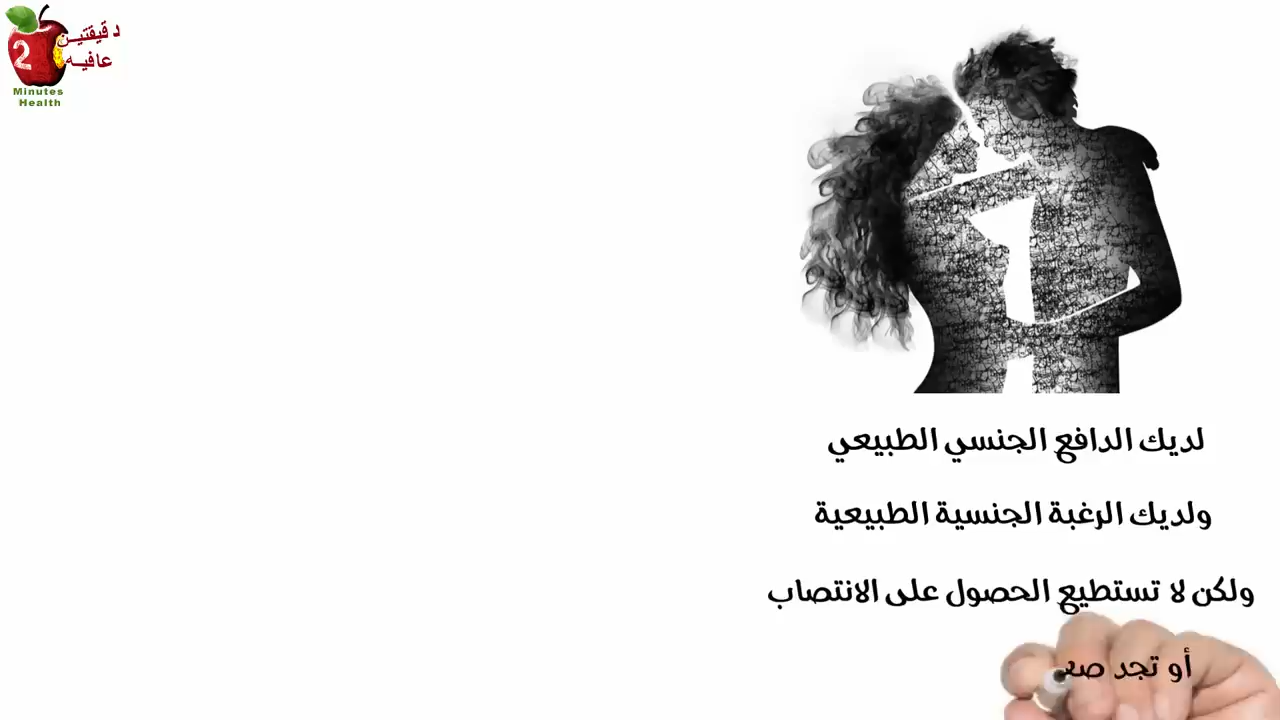 دقيقتين
عافيه
2
Minutes
Health
لديك الدافع الجنسي الطبيعي
ولديك الرغبة الجنسية الطبيعية
ولكن لا تستطيع الحصول على الانتصاب
أو تجد صع